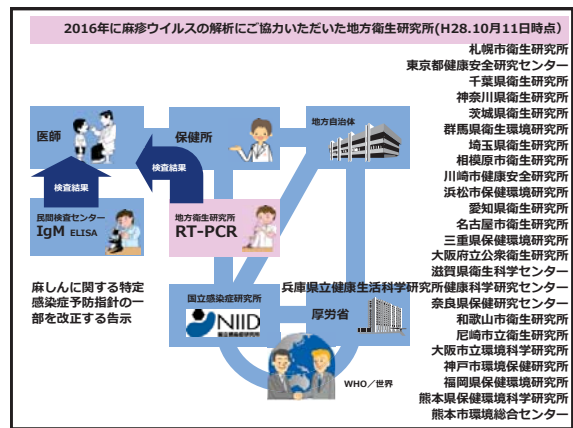 2016年に麻疹ウイルスの解析にご協力いただいた地方衛生研究所(H28.10月11日時点)
札幌市衛生研究所
東京都健康安全研究センター
千葉県衛生研究所
神奈川県衛生研究所
茨城県衛生研究所
群馬県衛生環境研究所
埼玉県衛生研究所
相模原市衛生研究所
川崎市健康安全研究所
浜松市保健環境研究所
愛知県衛生研究所
名古屋市衛生研究所
三重県保健環境研究所
大阪府立公衆衛生研究所
滋賀県衛生科学センター
兵庫県立健康生活科学研究所健康科学研究センター
奈良県保健研究センター
和歌山市衛生研究所
尼崎市立衛生研究所
大阪市立環境科学研究所
神戸市環境保健研究所
福岡県保健環境研究所
熊本県保健環境科学研究所
熊本市環境総合センター
医師
保健所
地方自治体
検査結果
検査結果
民間検査センター
IgM ELISA
地方衛生研究所
RT-PCR
麻しんに関する特定
感染症予防指針の一
部を改正する告示
国立感染症研究所
NIID
国立感染症研究所
厚労省
WHO/世界